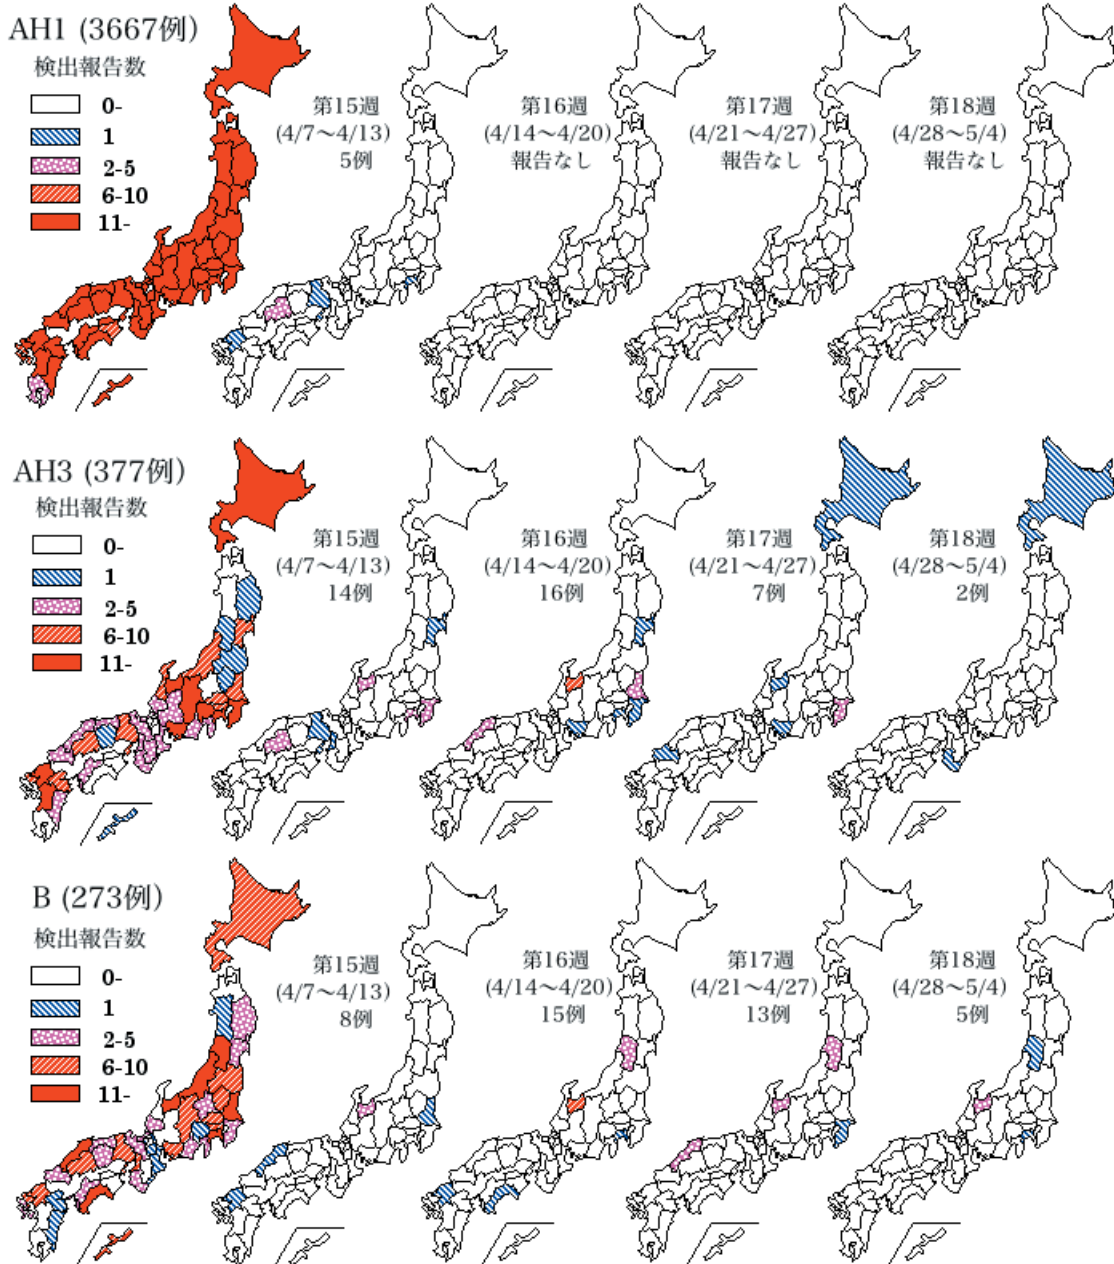 AH1 (3667例)
検出報告数
0-
1
2-5
6-10
11-
第15週
(4/7～4/13)
5例
第16週
(4/14～4/20)
報告なし
第17週
(4/21～4/27)
報告なし
第18週
(4/28～5/4)
報告なし
AH3 (377例)
検出報告数
0-
1
2-5
6-10
11-
第15週
(4/7～4/13)
14例
第16週
(4/14～4/20)
16例
第17週
(4/21～4/27)
7例
第18週
(4/28～5/4)
2例
B (273例)
検出報告数
0-
1
2-5
6-10
11-
第15週
(4/7～4/13)
8例
第16週
(4/14～4/20)
15例
第17週
(4/21～4/27)
13例
第18週
(4/28～5/4)
5例